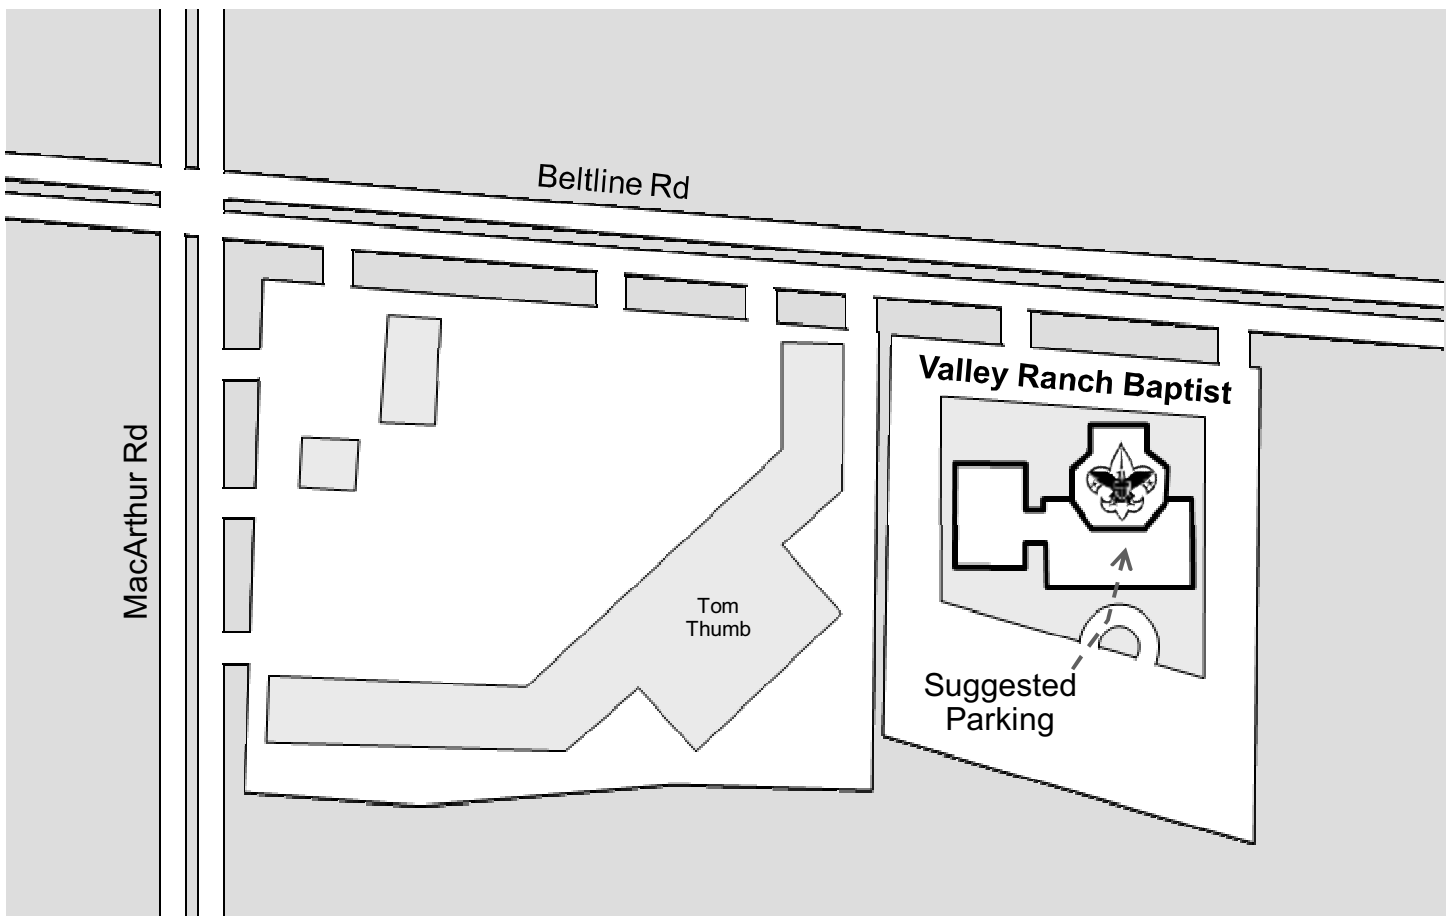 Beltline Rd
Valley Ranch Baptist
MacArthur Rd
Tom
Thumb
Suggested
Parking